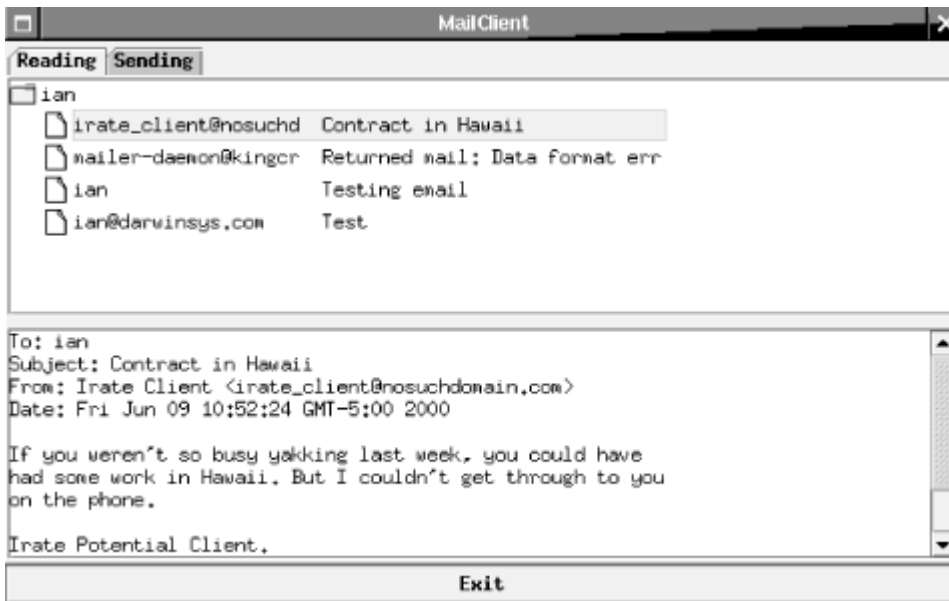 MailClient
Reading Sending
ian
irate_client@nosuchd Contract in Hawaii
mailer-daemon@kingcr Returned mail: Data format err
ian Testing email
ian@darwinsys.com Test
To: ian
Subject: Contract in Hawaii
From: Irate Client <irate_client@nosuchdomain.com>
Date: Fri Jun 09 10:52:24 GMT-5:00 2000
If you weren't so busy yakking last week, you could have
had some work in Hawaii. But I couldn't get through to you
on the phone.
Irate Potential Client.
Exit